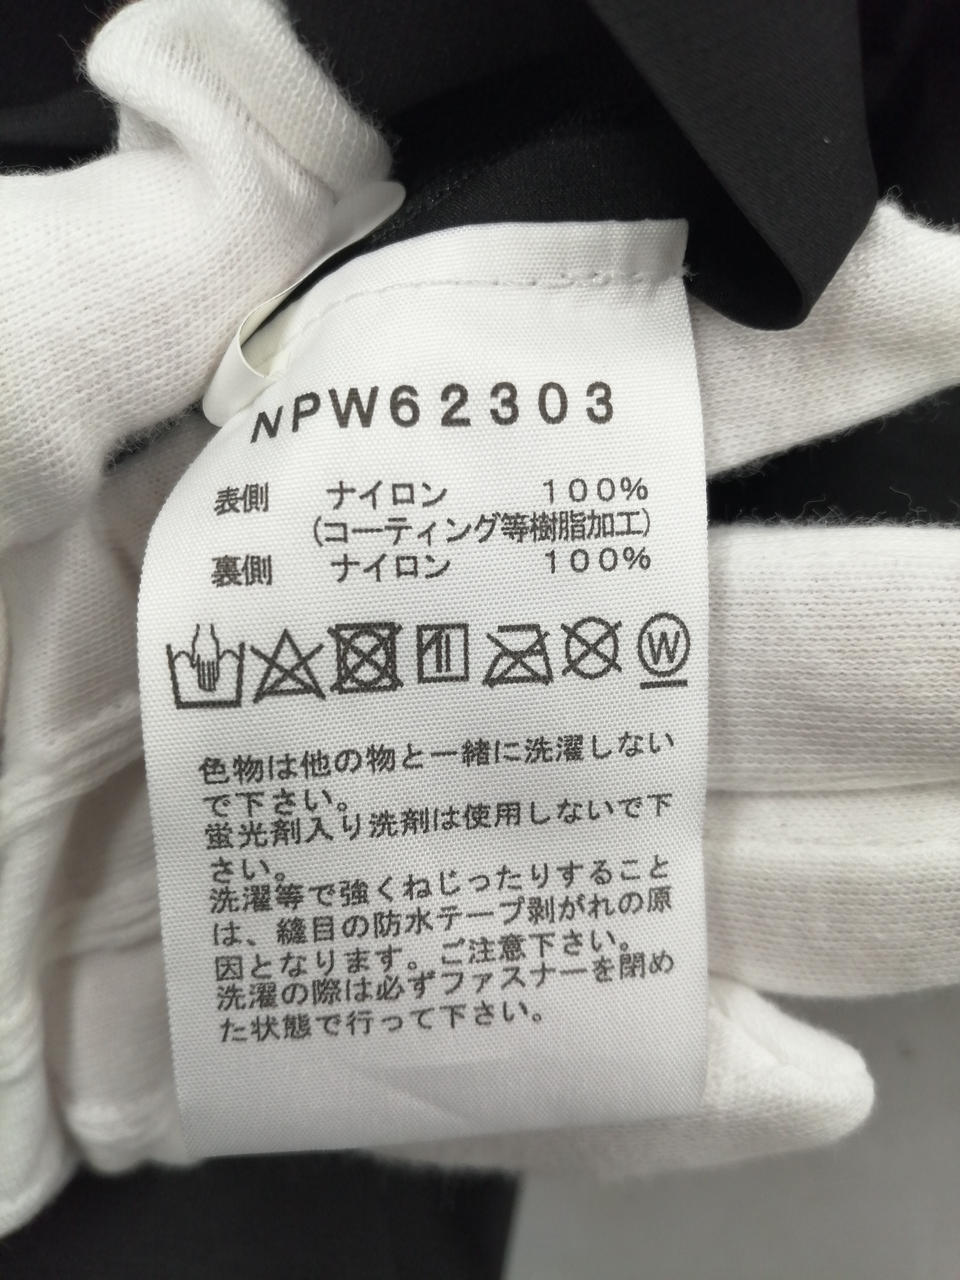 NPW62303
表側 ナイロン 100%
(コーティング等樹脂加工)
裏側 ナイロン 100%
W
色物は他の物と一緒に洗濯しない
で下さい。
蛍光剤入り洗剤は使用しないで下
さい。
洗濯等で強くねじったりすること
は、縫目の防水テープ剥がれの原
因となります。ご注意下さい。
洗濯の際は必ずファスナーを閉め
た状態で行って下さい。